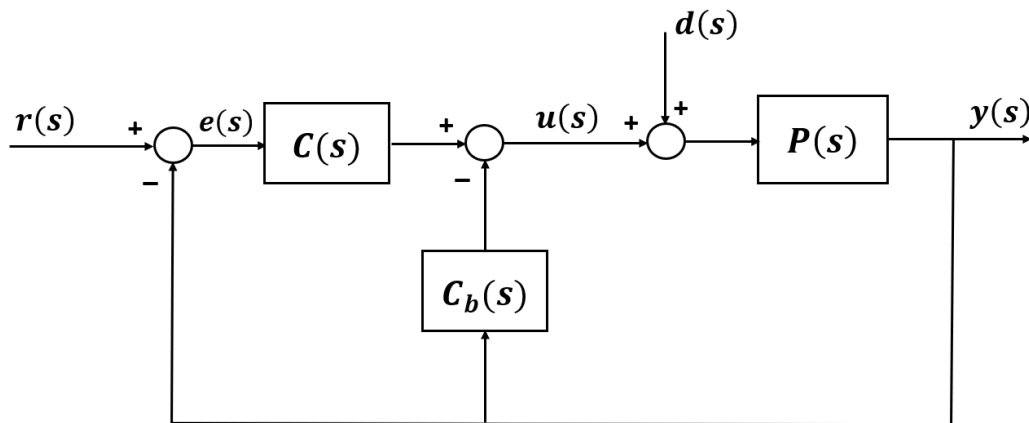 d(s)
r(s) + e(s) C(s) + u(s) + + P(s) y(s)
− −
C_b(s)